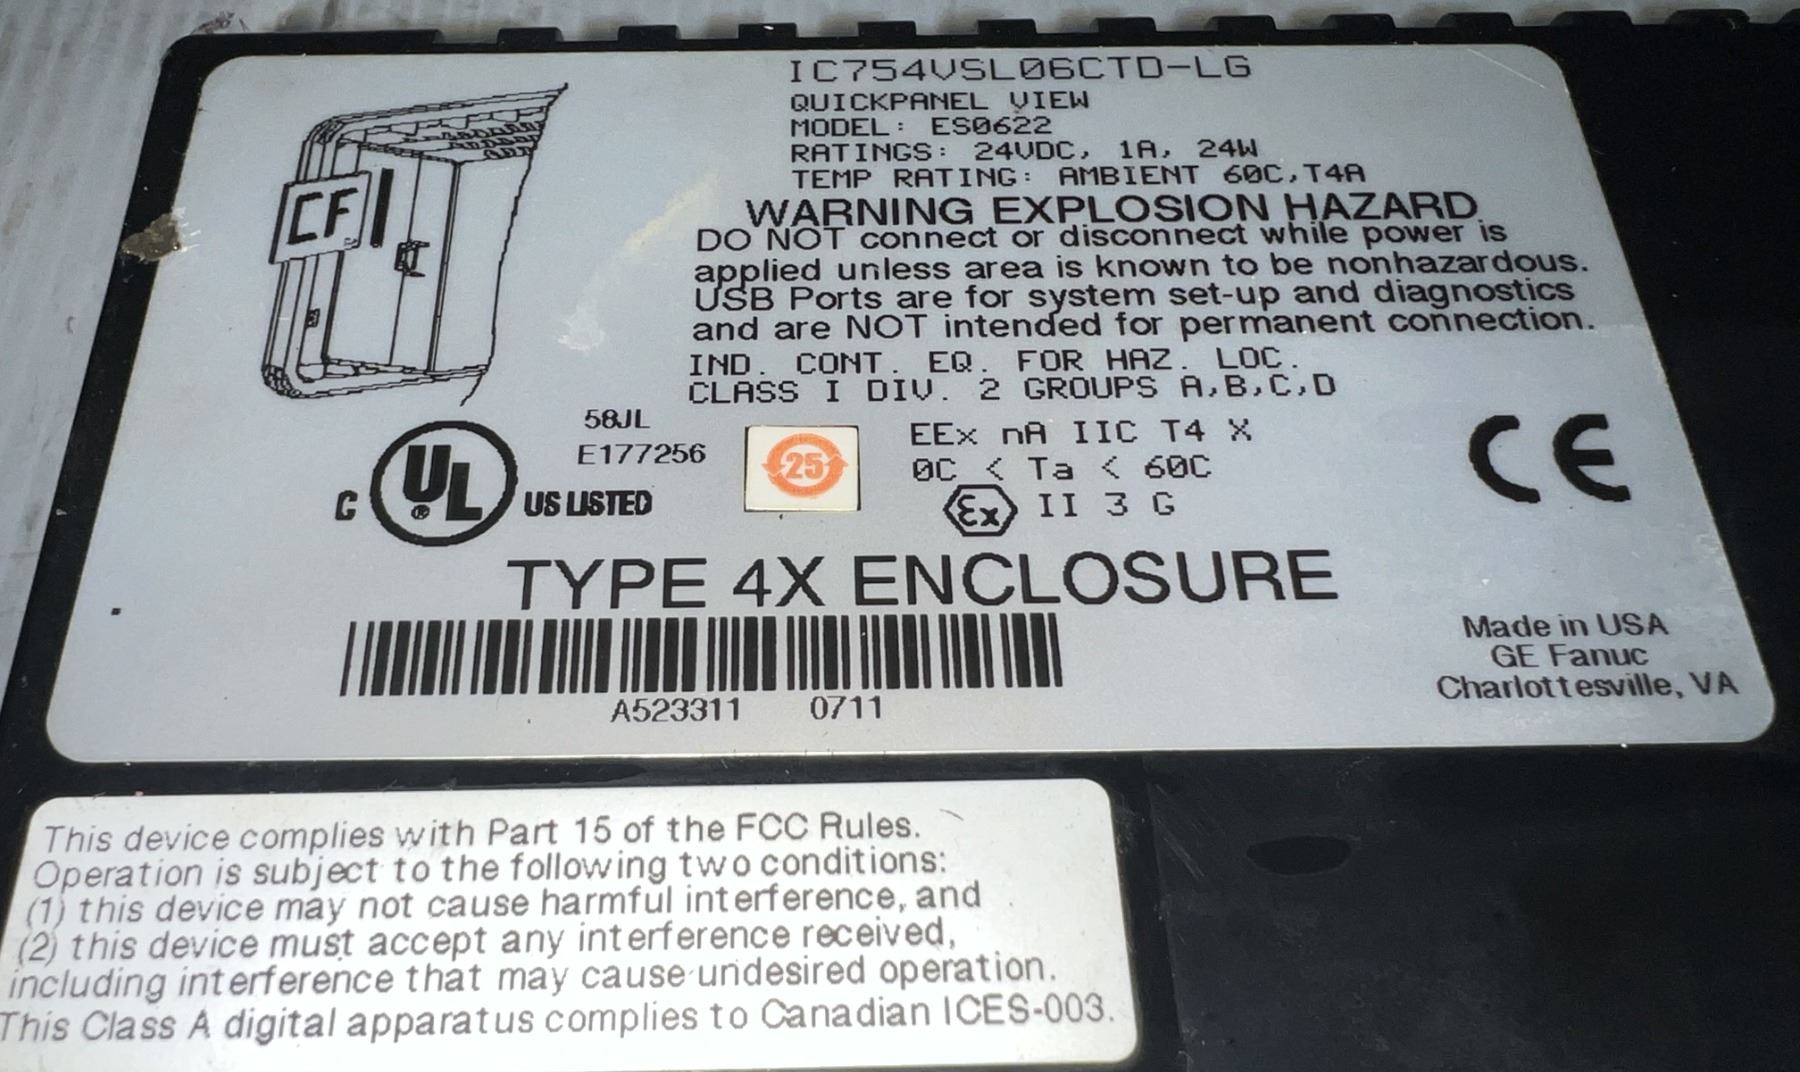 IC754VSL06CTD-LG
QUICKPANEL VIEW
MODEL: ES0622
RATINGS: 24VDC, 1A, 24W
TEMP RATING: AMBIENT 60C,T4A
WARNING EXPLOSION HAZARD
DO NOT connect or disconnect while power is
applied unless area is known to be nonhazardous.
USB Ports are for system set-up and diagnostics
and are NOT intended for permanent connection.
IND. CONT. EQ. FOR HAZ. LOC.
CLASS I DIV. 2 GROUPS A,B,C,D
CF
58JL
E177256
C UL ® US LISTED
25
EEx nA IIC T4 X
0C < Ta < 60C
Ex II 3 G
CE
TYPE 4X ENCLOSURE
A523311 0711
Made in USA
GE Fanuc
Charlottesville, VA
This device complies with Part 15 of the FCC Rules.
Operation is subject to the following two conditions:
(1) this device may not cause harmful interference, and
(2) this device must accept any interference received,
including interference that may cause undesired operation.
This Class A digital apparatus complies to Canadian ICES-003.